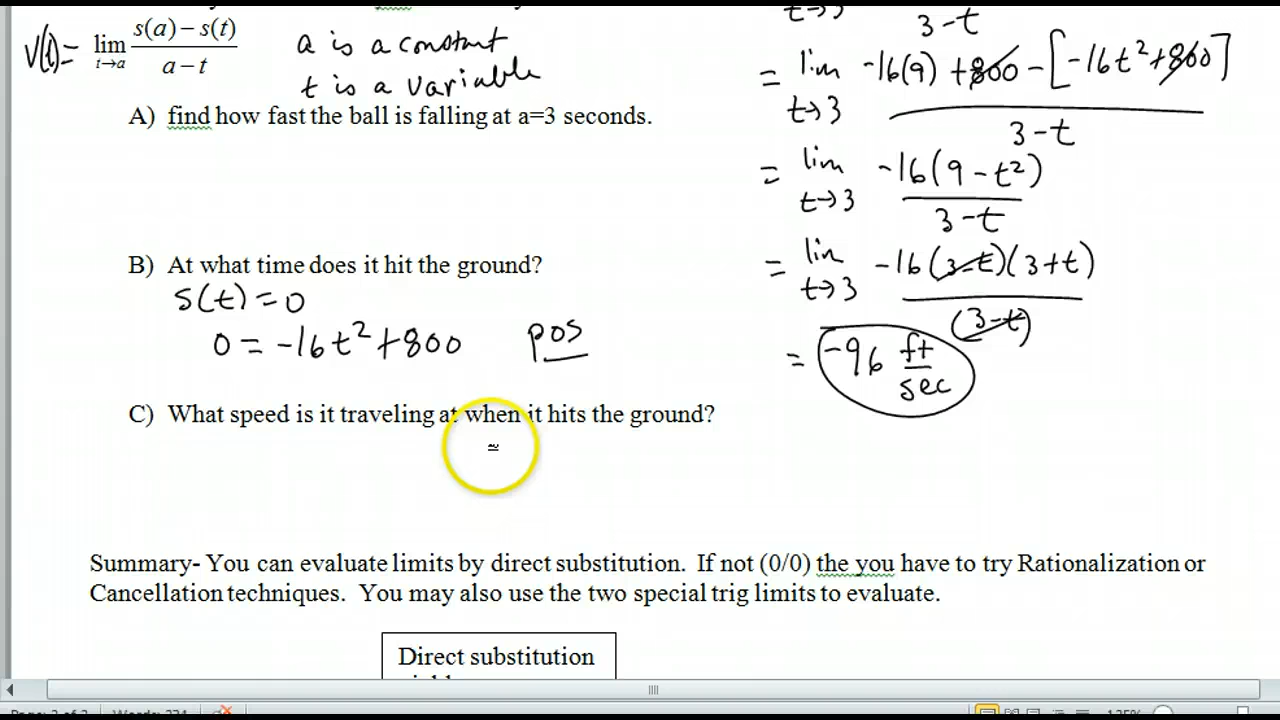 v(t) = lim t→a s(a) − s(t) / a − t
a is a constant
t is a variable
A) find how fast the ball is falling at a=3 seconds.
B) At what time does it hit the ground?
s(t) = 0
0 = -16t² + 800 pos
C) What speed is it traveling at when it hits the ground?
t→3 3-t
= lim t→3 -16(9) + 800 - [-16t² + 800] / 3-t
= lim t→3 -16(9 - t²) / 3-t
= lim t→3 -16(3-t)(3+t) / (3-t)
= -96 ft/sec
Summary- You can evaluate limits by direct substitution. If not (0/0) the you have to try Rationalization or
Cancellation techniques. You may also use the two special trig limits to evaluate.
Direct substitution